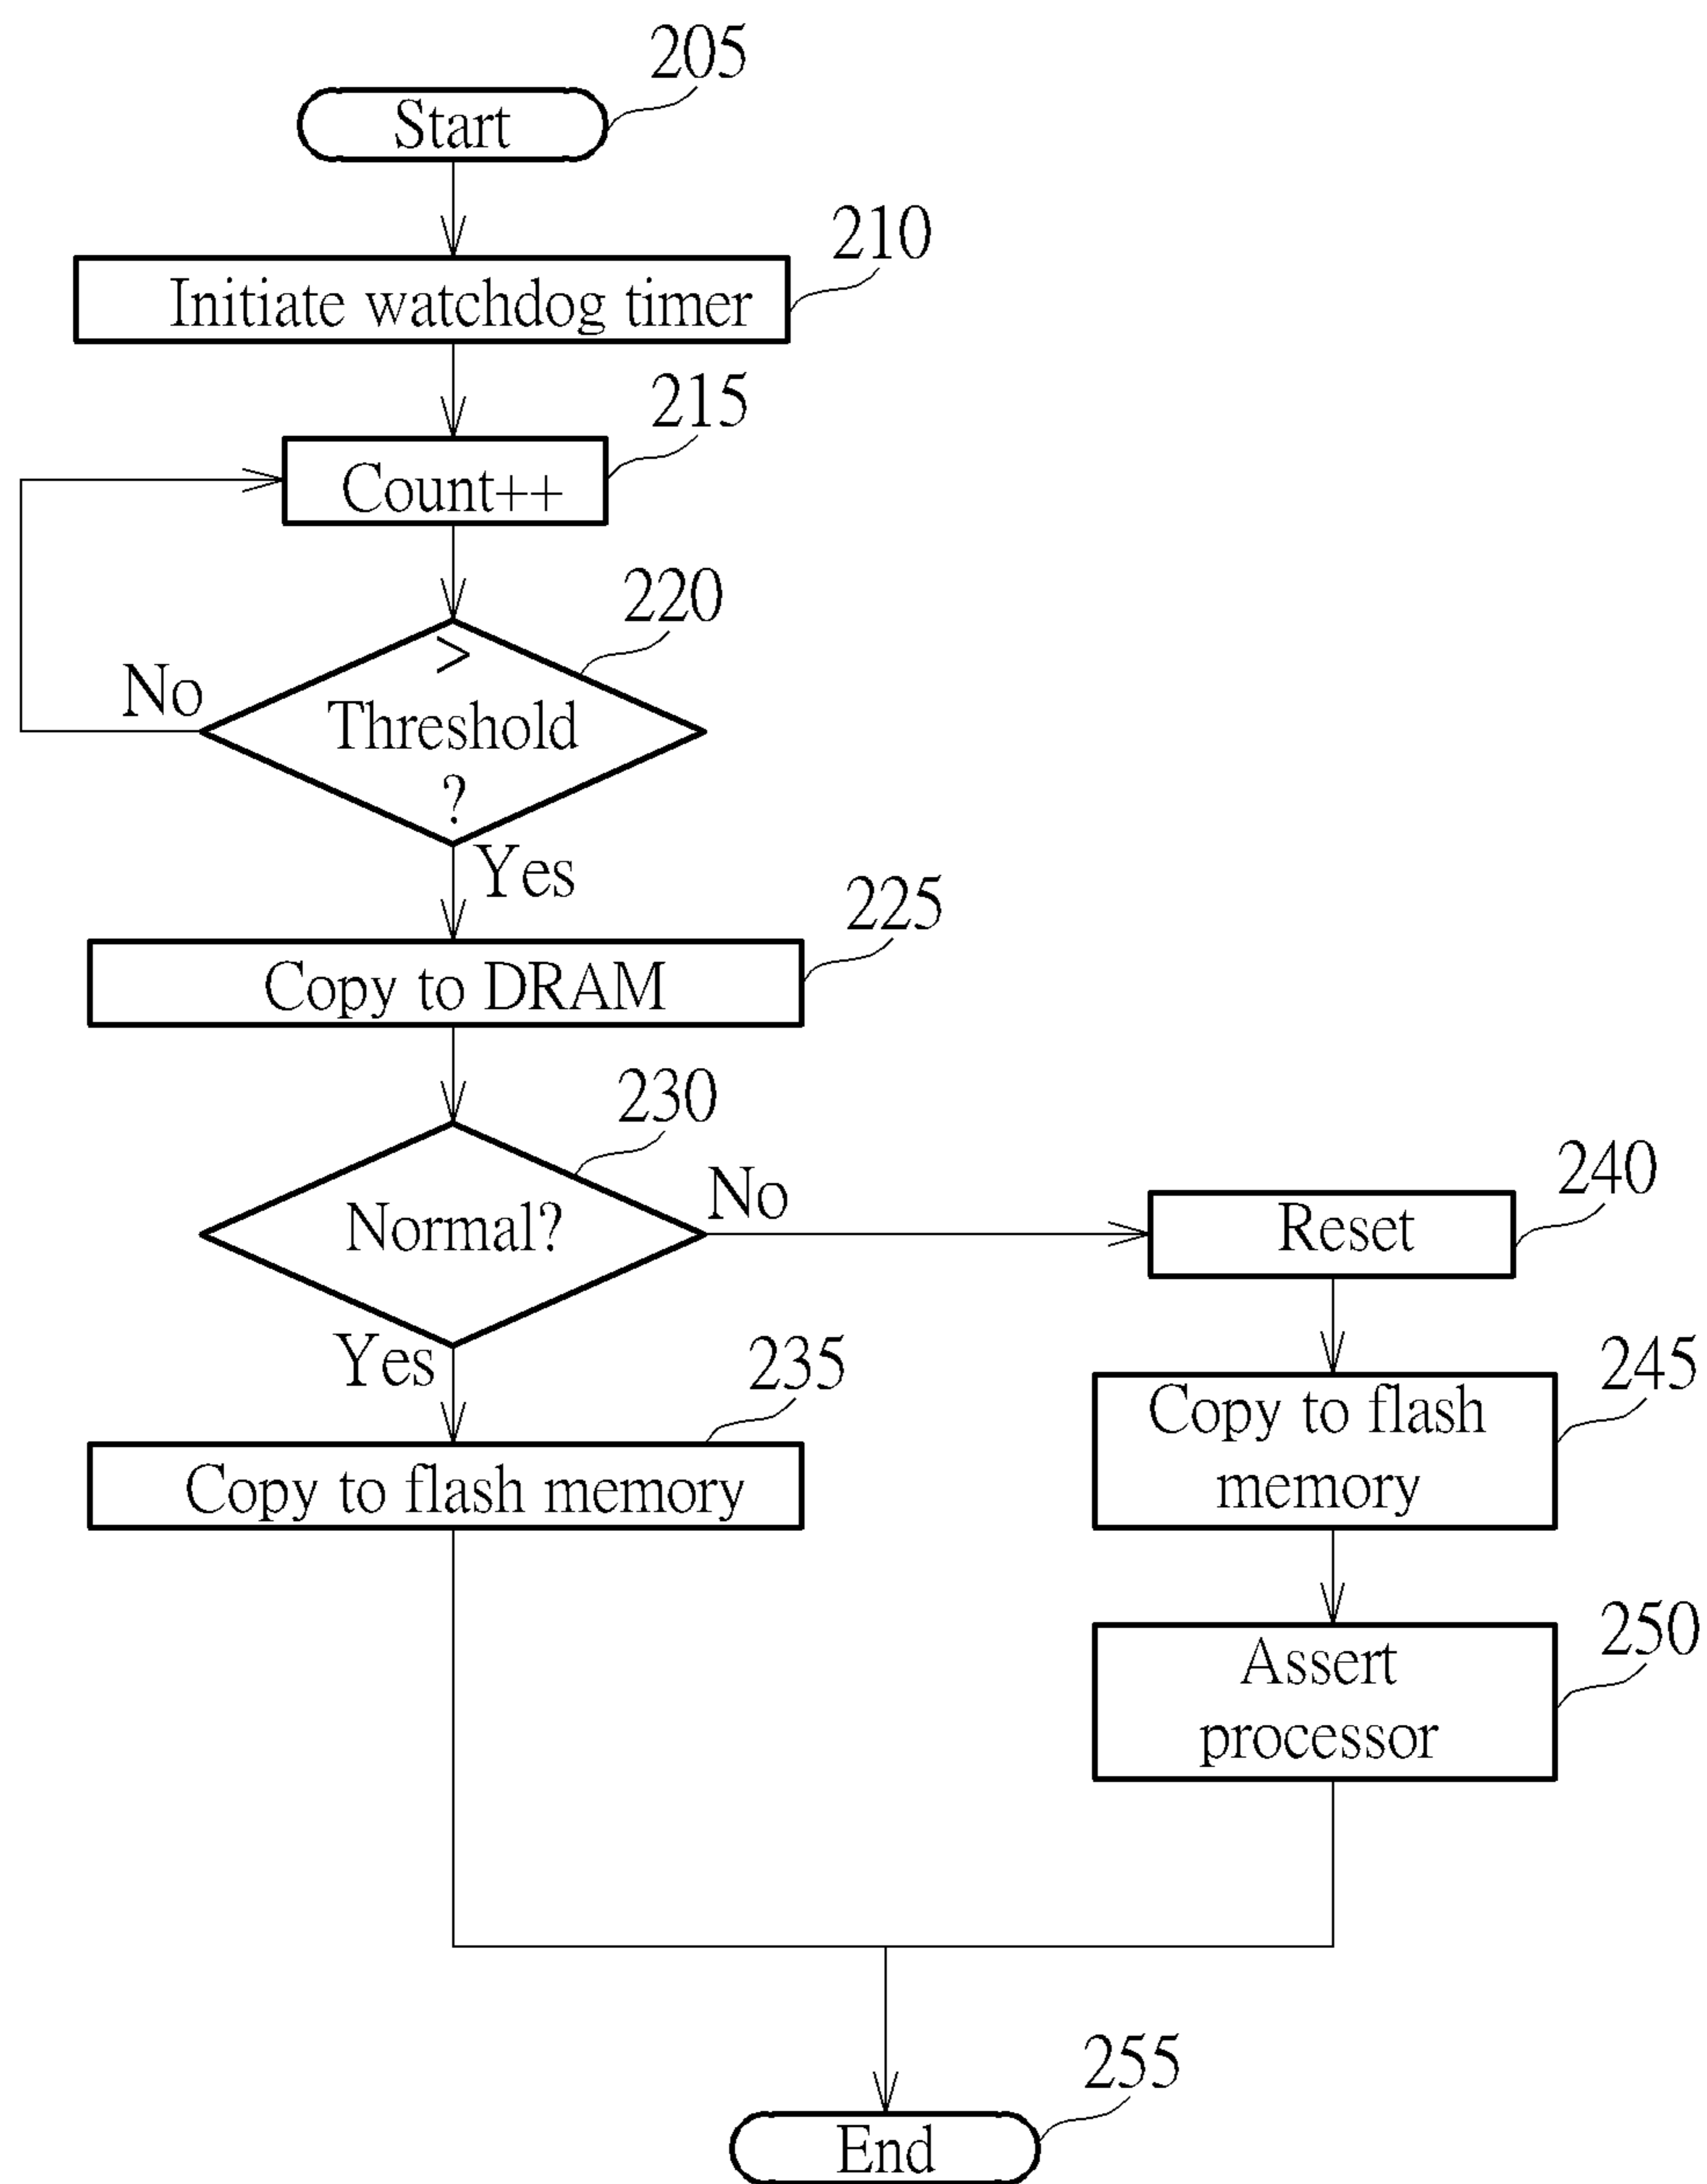 205
Start
210
Initiate watchdog timer
215
Count++
220
>
No
Threshold
?
Yes
225
Copy to DRAM
230
No
Normal?
240
Reset
Yes
235
245
Copy to flash
memory
Copy to flash memory
250
Assert
processor
255
End